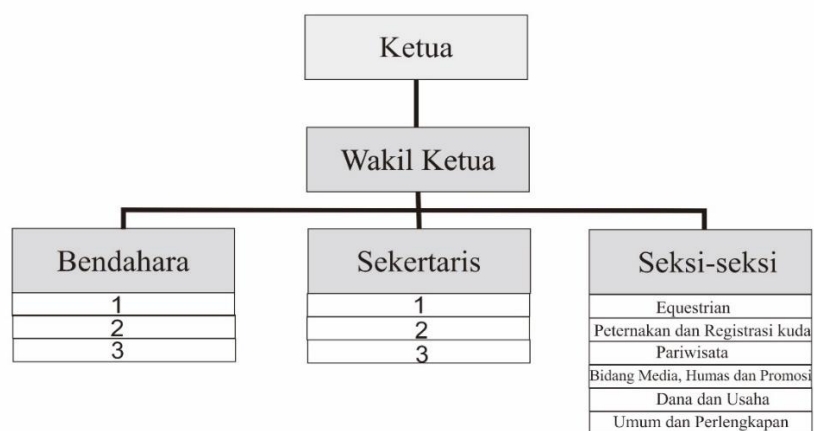 Ketua
Wakil Ketua
Bendahara
1
2
3
Sekertaris
1
2
3
Seksi-seksi
Equestrian
Peternakan dan Registrasi kuda
Pariwisata
Bidang Media, Humas dan Promosi
Dana dan Usaha
Umum dan Perlengkapan